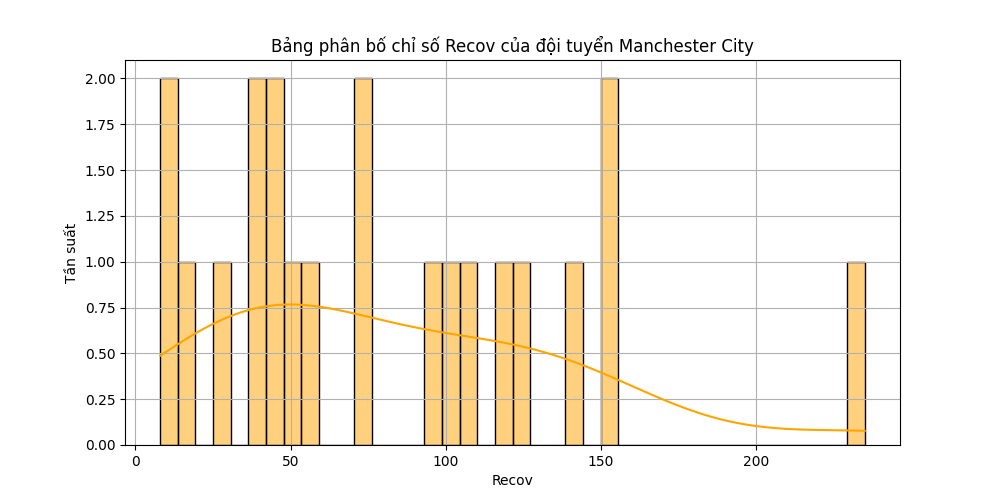 Bảng phân bố chỉ số Recov của đội tuyển Manchester City
2.00
1.75
1.50
1.25
1.00
0.75
0.50
0.25
0.00
Tần suất
0 50 100 150 200
Recov